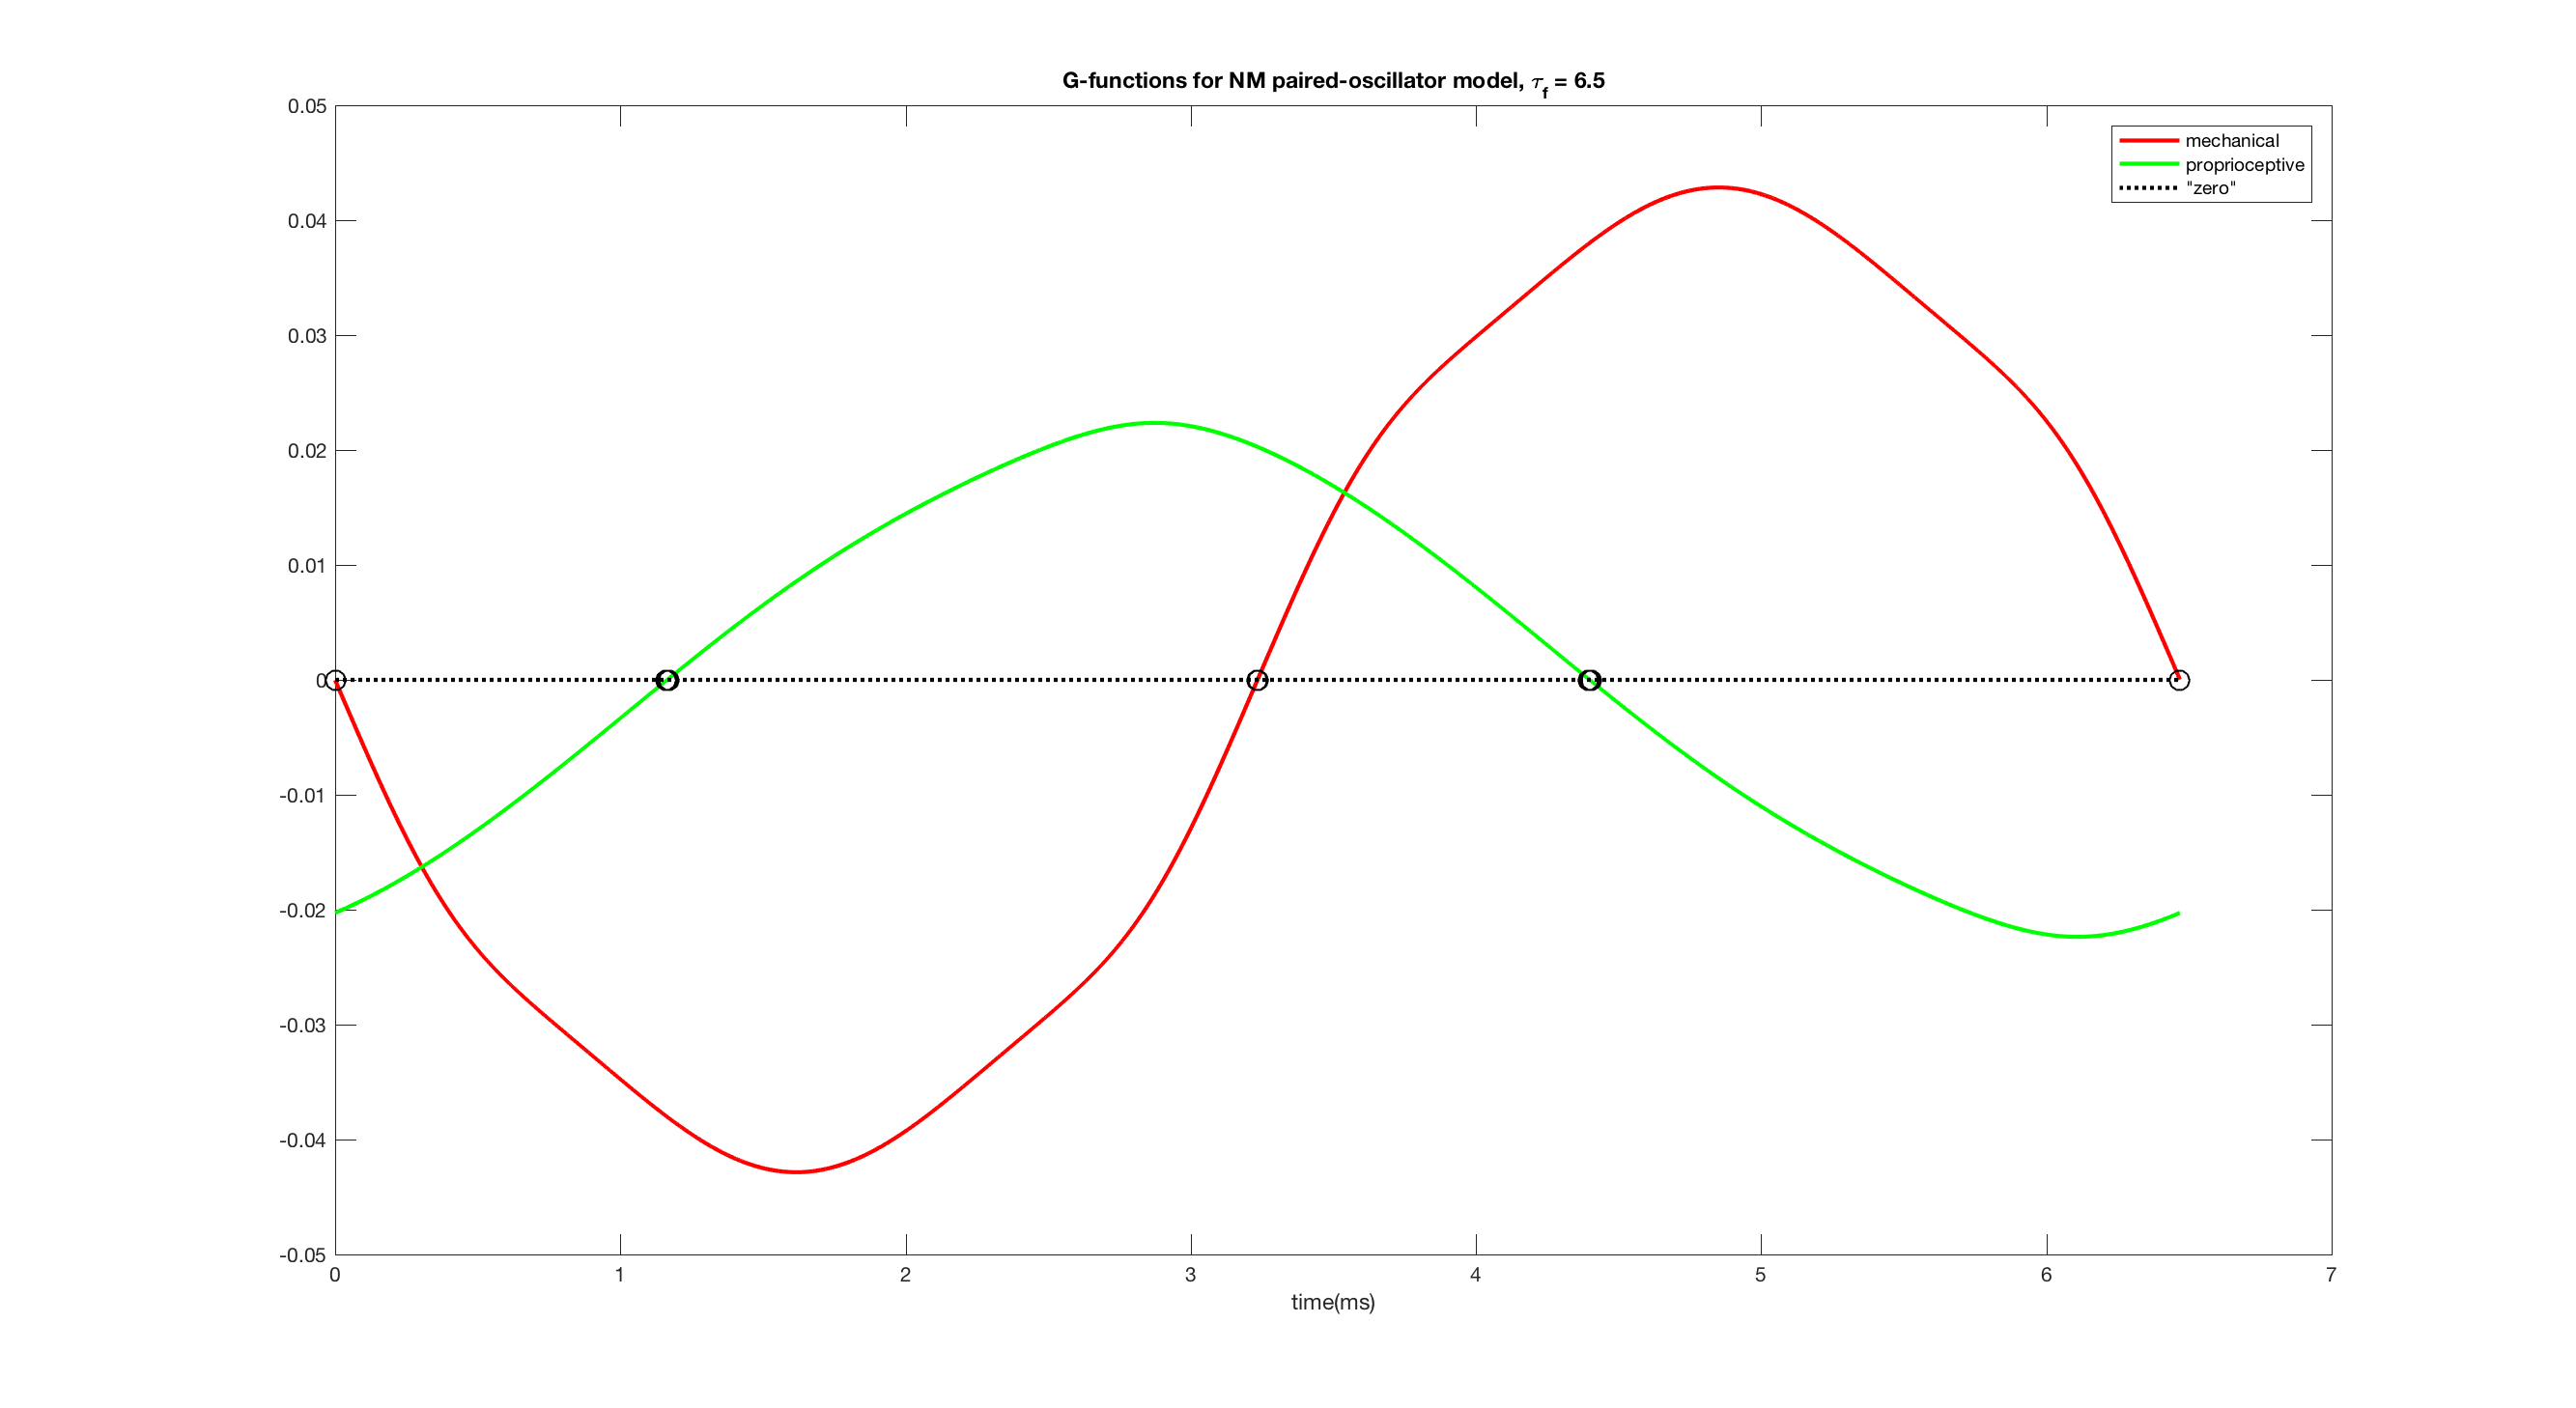 G-functions for NM paired-oscillator model, τf = 6.5
mechanical
proprioceptive
"zero"
0.05
0.04
0.03
0.02
0.01
0
-0.01
-0.02
-0.03
-0.04
-0.05
0 1 2 3 4 5 6 7
time(ms)